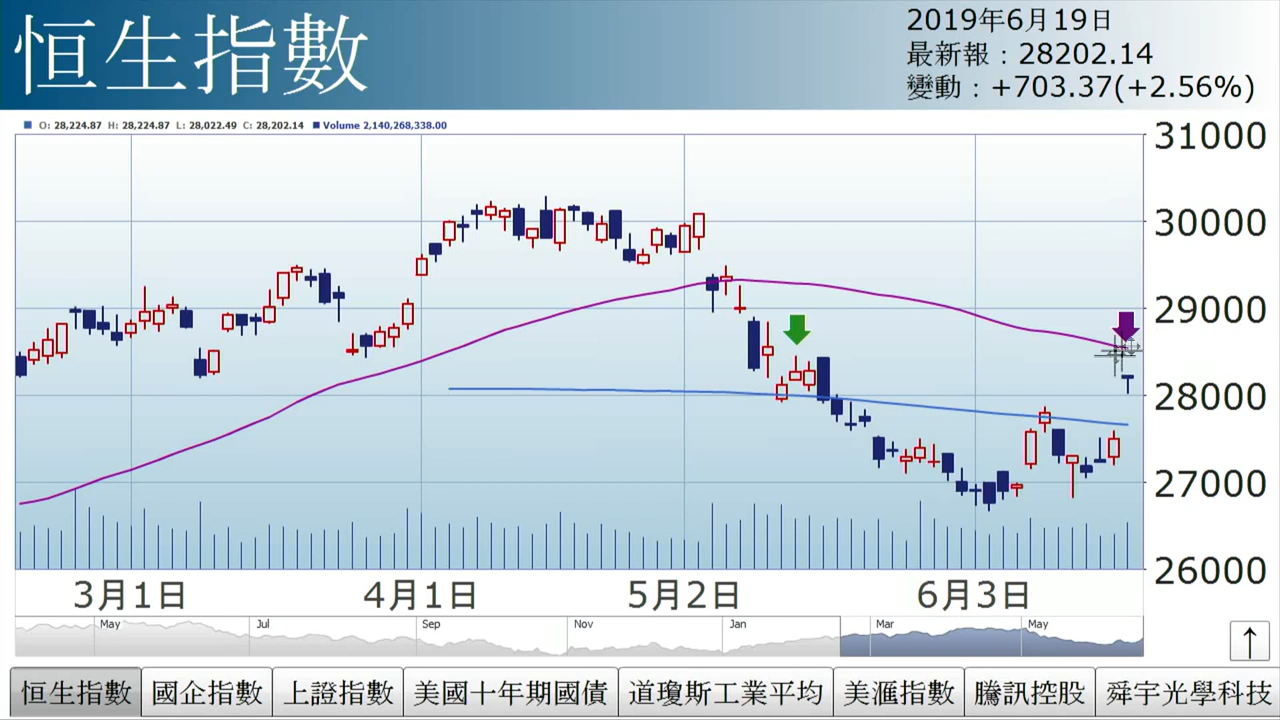 恒生指數
2019年6月19日
最新報：28202.14
變動：+703.37(+2.56%)
O: 28,224.87 H: 28,224.87 L: 28,022.49 C: 28,202.14 Volume 2,140,268,338.00
31000
30000
29000
28000
27000
26000
3月1日 4月1日 5月2日 6月3日
May Jul Sep Nov Jan Mar May
恒生指數 國企指數 上證指數 美國十年期國債 道瓊斯工業平均 美滙指數 騰訊控股 舜宇光學科技